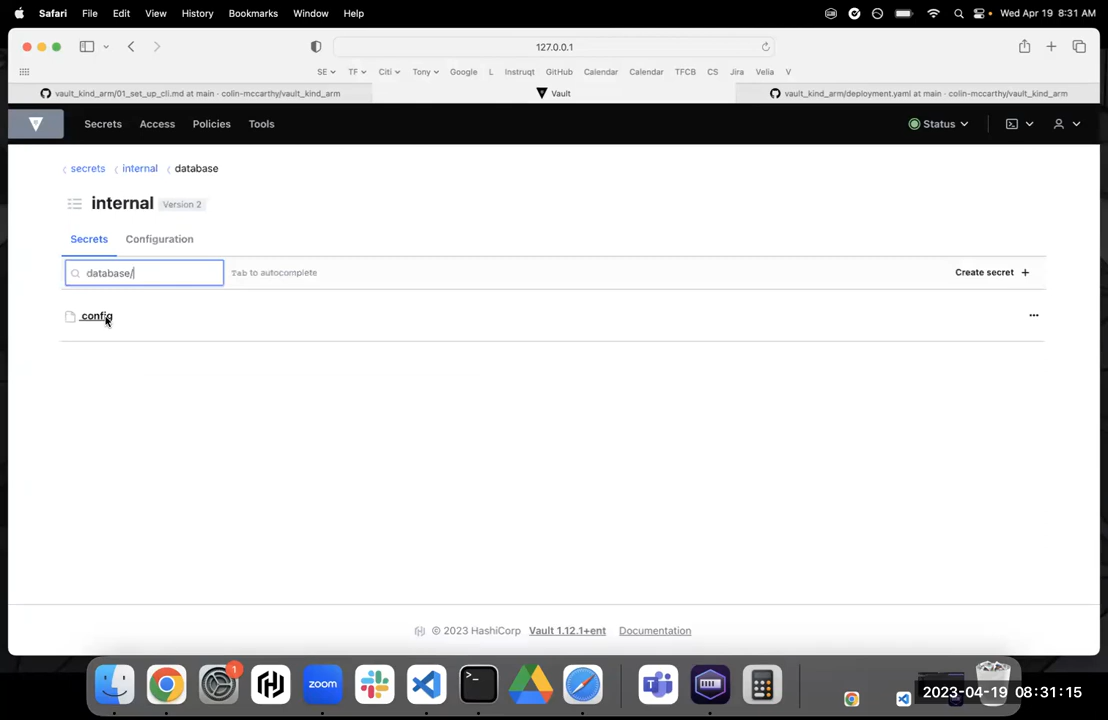 Safari File Edit View History Bookmarks Window Help Wed Apr 19 8:31 AM
127.0.0.1
SE TF Citi Tony Google L Instruqt GitHub Calendar Calendar TFCB CS Jira Velia V
vault_kind_arm/01_set_up_cli.md at main · colin-mccarthy/vault_kind_arm Vault vault_kind_arm/deployment.yaml at main · colin-mccarthy/vault_kind_arm
Secrets Access Policies Tools Status
secrets internal database
internal Version 2
Secrets Configuration
database/ Tab to autocomplete Create secret +
config
© 2023 HashiCorp Vault 1.12.1+ent Documentation
1
zoom
2023-04-19 08:31:15